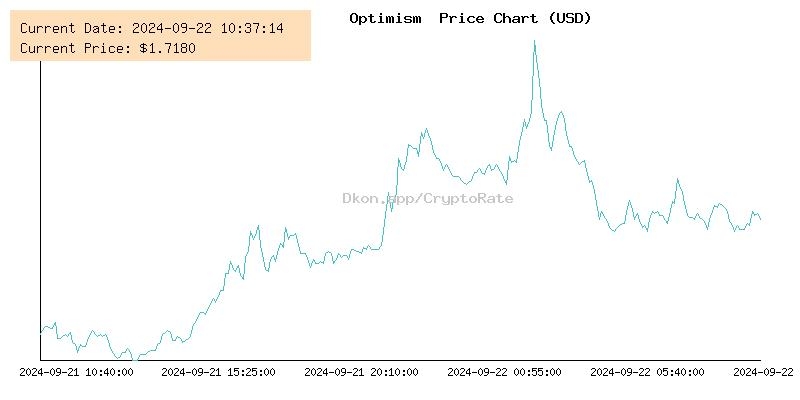 Optimism  Price Chart (USD)
Current Date: 2024-09-22 10:37:14
Current Price: $1.7180
Dkon.app/CryptoRate
2024-09-21 10:40:00 2024-09-21 15:25:00 2024-09-21 20:10:00 2024-09-22 00:55:00 2024-09-22 05:40:00 2024-09-22